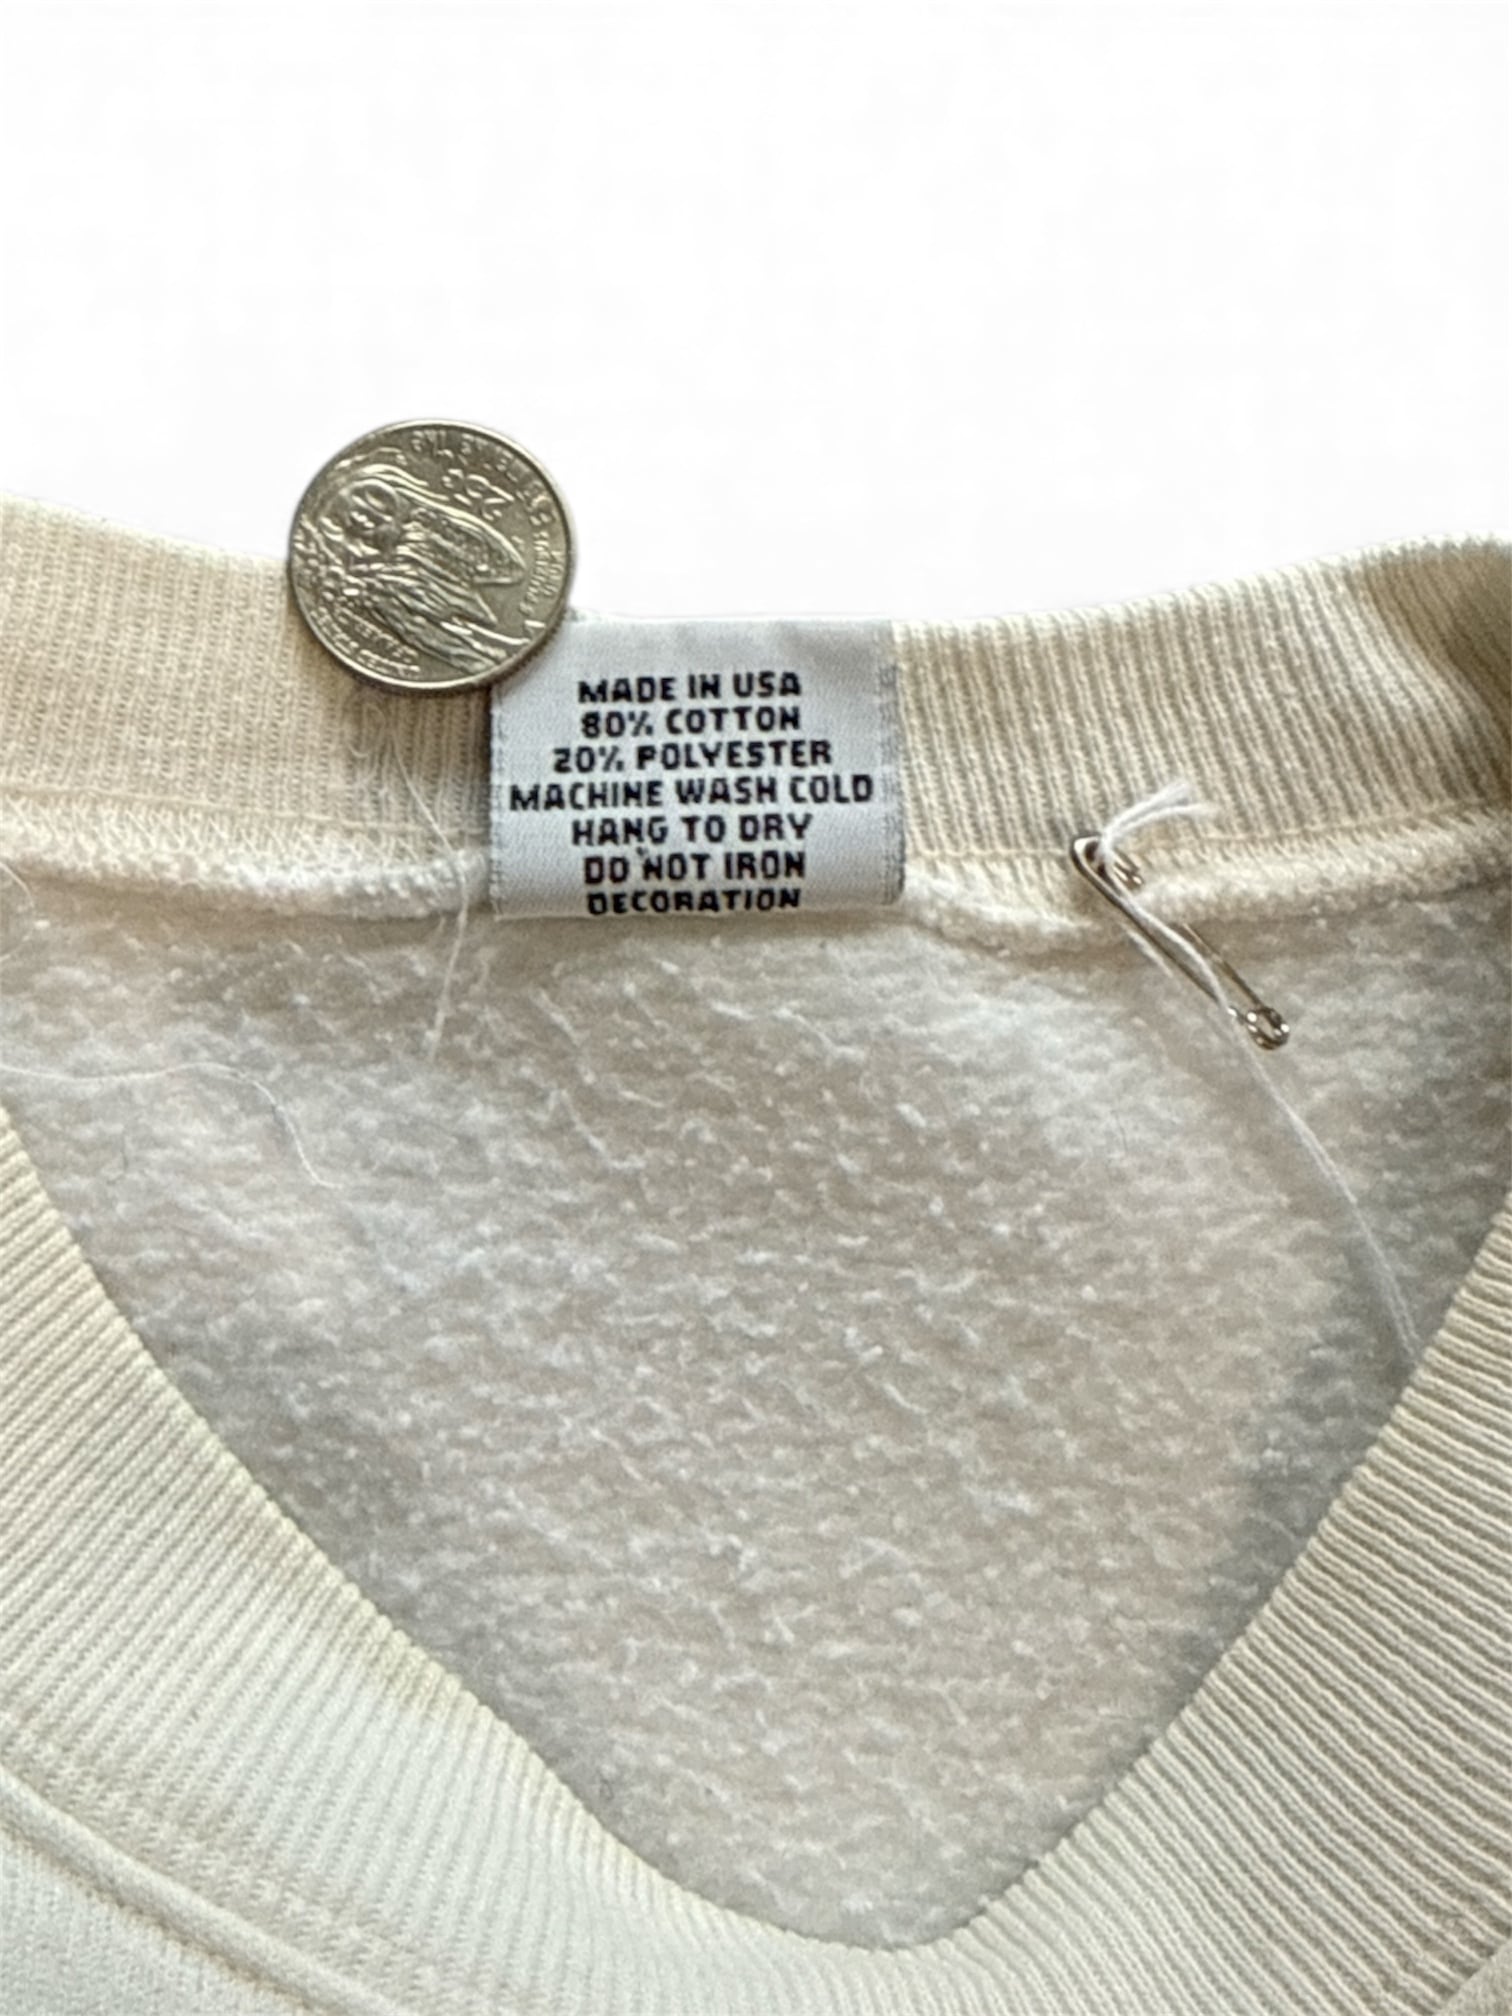 MADE IN USA
80% COTTON
20% POLYESTER
MACHINE WASH COLD
HANG TO DRY
DO NOT IRON
DECORATION